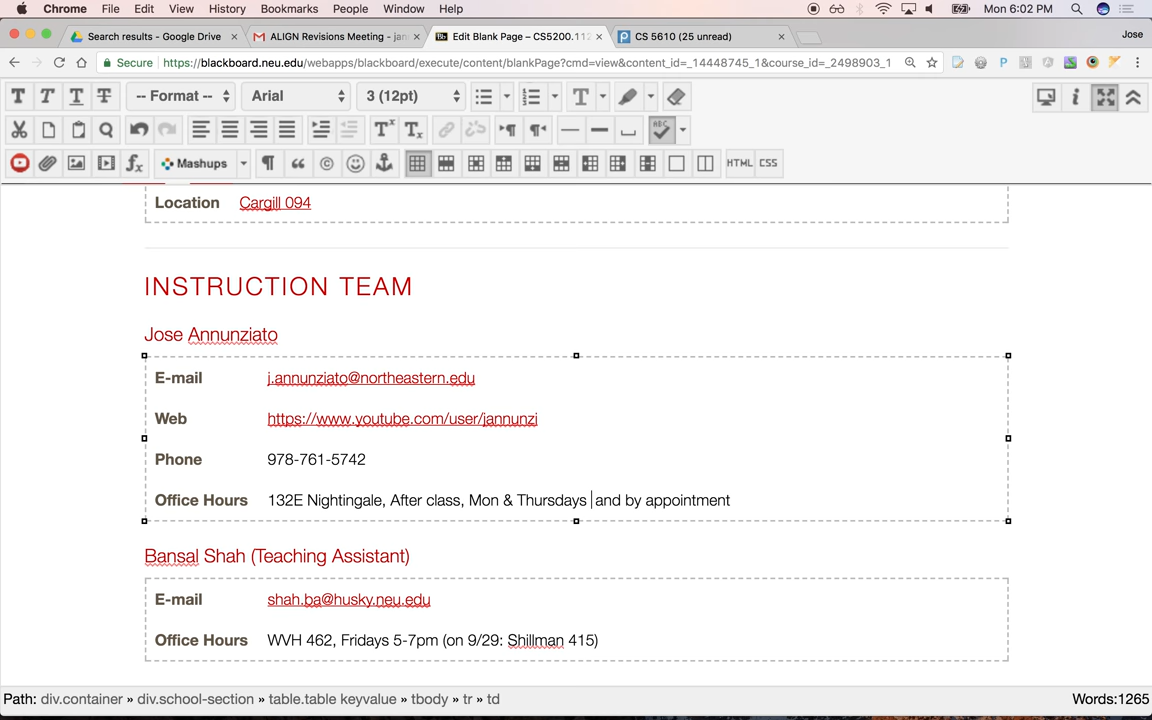 Chrome File Edit View History Bookmarks People Window Help Mon 6:02 PM
Search results - Google Drive × ALIGN Revisions Meeting - jan × Edit Blank Page – CS5200.112 × CS 5610 (25 unread) × Jose
Secure https://blackboard.neu.edu/webapps/blackboard/execute/content/blankPage?cmd=view&content_id=_14448745_1&course_id=_2498903_1
T T T T -- Format -- Arial 3 (12pt) T
ABC
Mashups HTML CSS
Location Cargill 094
INSTRUCTION TEAM
Jose Annunziato
E-mail j.annunziato@northeastern.edu
Web https://www.youtube.com/user/jannunzi
Phone 978-761-5742
Office Hours 132E Nightingale, After class, Mon & Thursdays and by appointment
Bansal Shah (Teaching Assistant)
E-mail shah.ba@husky.neu.edu
Office Hours WVH 462, Fridays 5-7pm (on 9/29: Shillman 415)
Path: div.container » div.school-section » table.table keyvalue » tbody » tr » td Words:1265